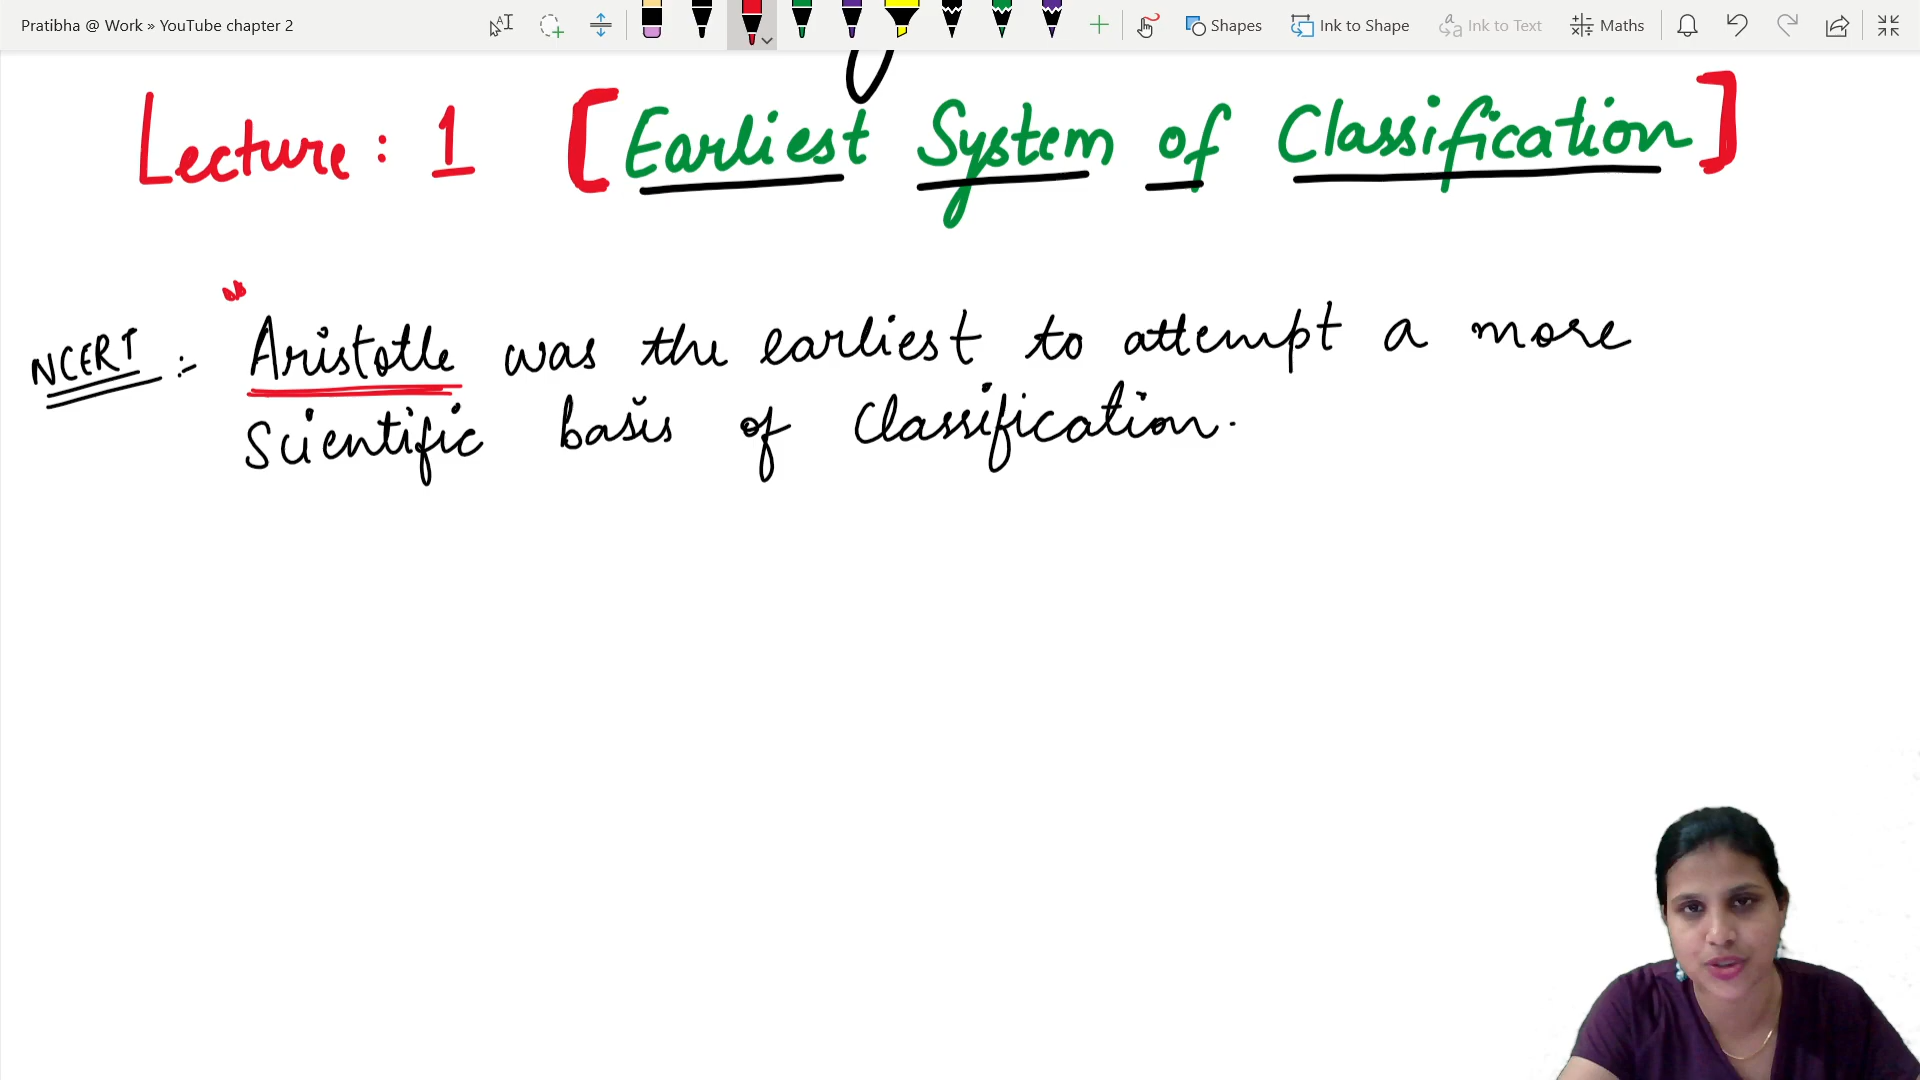 Pratibha @ Work » YouTube chapter 2
Shapes
Ink to Shape
Ink to Text
Maths
Lecture : 1 [Earliest System of Classification]
NCERT :- Aristotle was the earliest to attempt a more
Scientific basis of Classification.